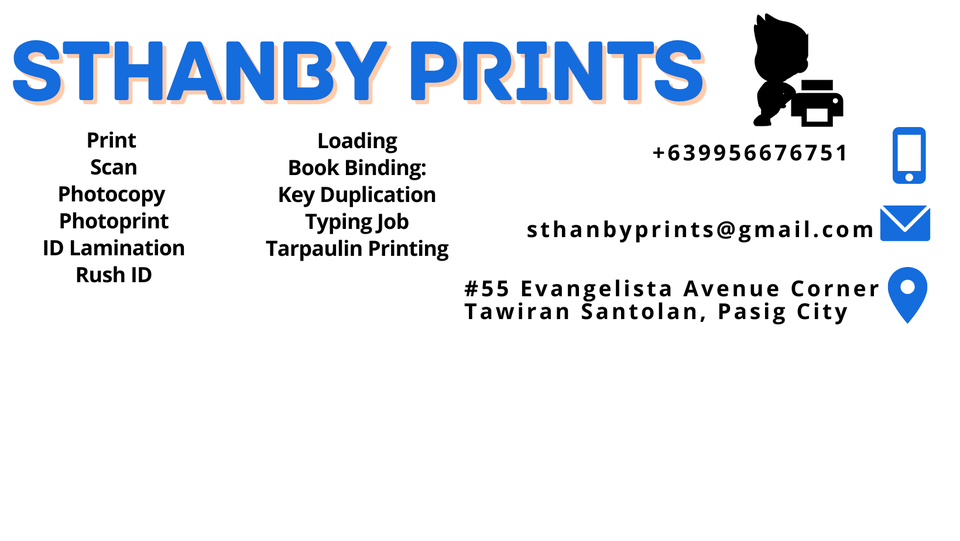 STHANBY PRINTS
Print
Scan
Photocopy
Photoprint
ID Lamination
Rush ID
Loading
Book Binding:
Key Duplication
Typing Job
Tarpaulin Printing
+639956676751
sthanbyprints@gmail.com
#55 Evangelista Avenue Corner
Tawiran Santolan, Pasig City